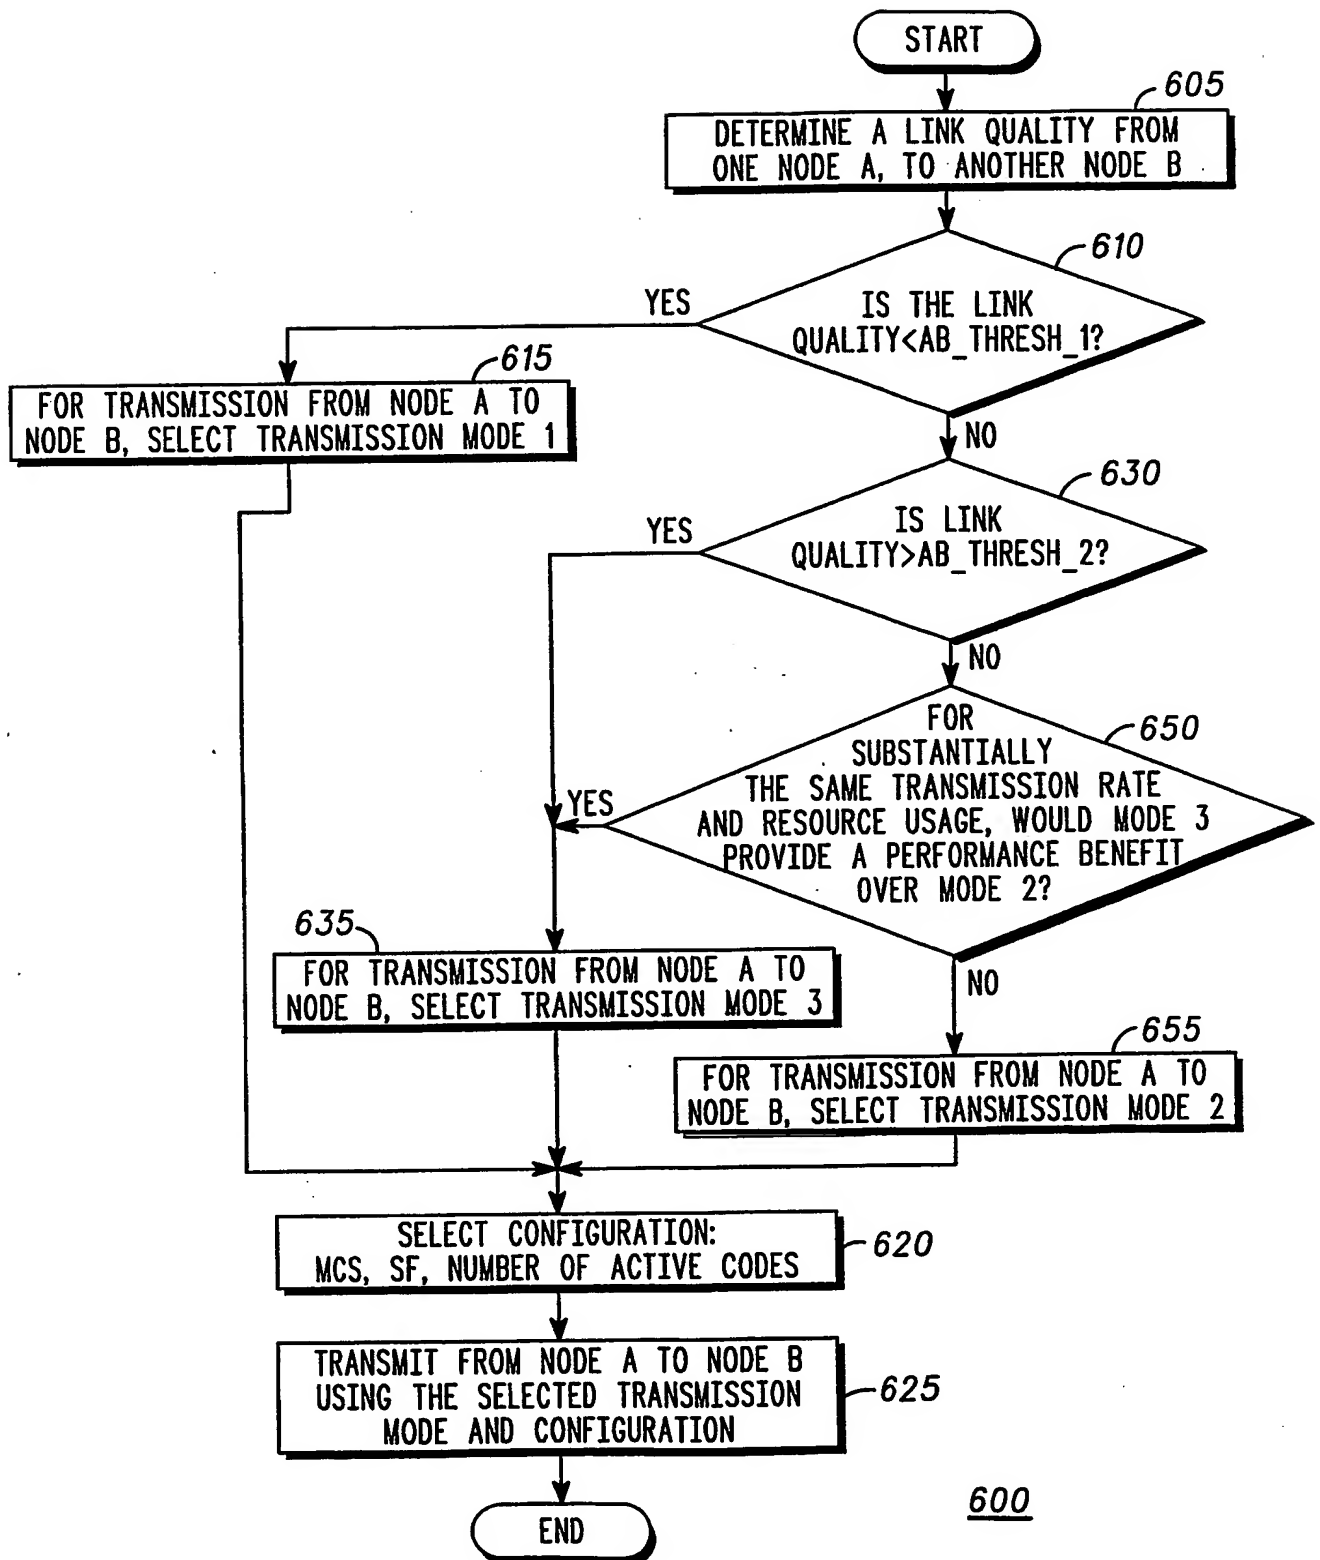 START
605
DETERMINE A LINK QUALITY FROM
ONE NODE A, TO ANOTHER NODE B
610
IS THE LINK
QUALITY<AB_THRESH_1?
YES
NO
615
FOR TRANSMISSION FROM NODE A TO
NODE B, SELECT TRANSMISSION MODE 1
630
IS LINK
QUALITY>AB_THRESH_2?
YES
NO
650
FOR
SUBSTANTIALLY
THE SAME TRANSMISSION RATE
AND RESOURCE USAGE, WOULD MODE 3
PROVIDE A PERFORMANCE BENEFIT
OVER MODE 2?
YES
NO
635
FOR TRANSMISSION FROM NODE A TO
NODE B, SELECT TRANSMISSION MODE 3
655
FOR TRANSMISSION FROM NODE A TO
NODE B, SELECT TRANSMISSION MODE 2
SELECT CONFIGURATION:
MCS, SF, NUMBER OF ACTIVE CODES
620
TRANSMIT FROM NODE A TO NODE B
USING THE SELECTED TRANSMISSION
MODE AND CONFIGURATION
625
END
600